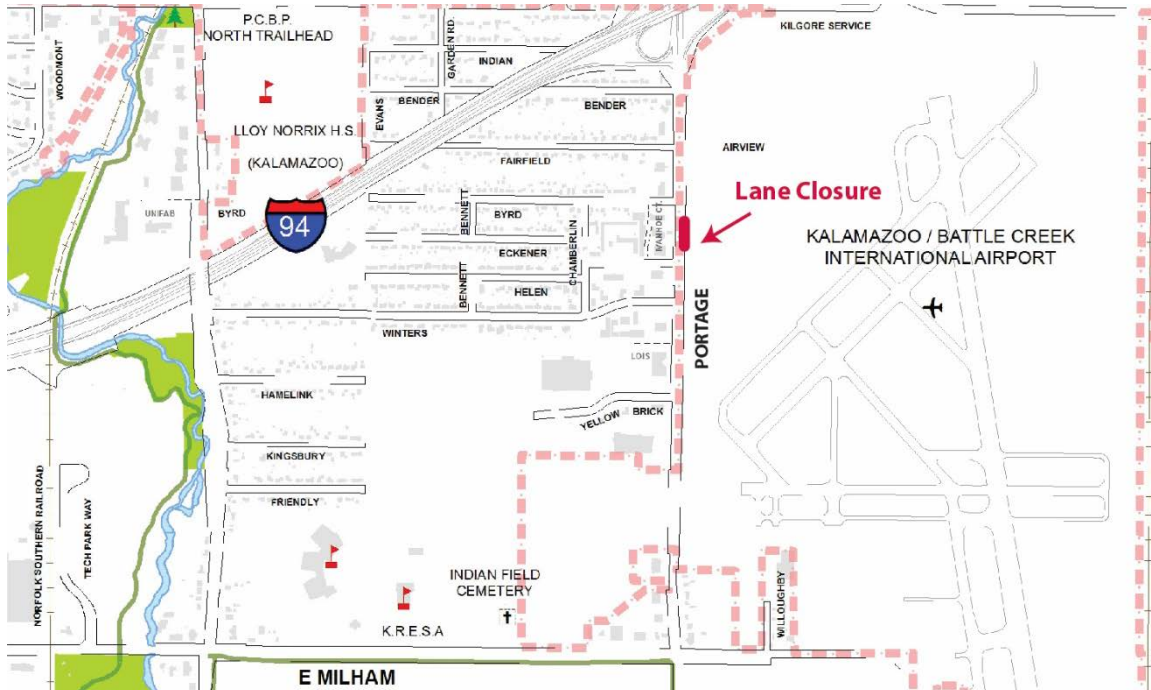 P.C.B.P.
NORTH TRAILHEAD
KILGORE SERVICE
WOODMONT
GARDEN RD.
INDIAN
EVANS
BENDER
BENDER
LLOY NORRIX H.S.
(KALAMAZOO)
AIRVIEW
FAIRFIELD
Lane Closure
UNIFAB
BYRD
94
BENNETT
BYRD
CHAMBERLIN
IVANHOE CT.
KALAMAZOO / BATTLE CREEK
INTERNATIONAL AIRPORT
ECKENER
BENNETT
HELEN
WINTERS
PORTAGE
LOIS
HAMELINK
YELLOW BRICK
KINGSBURY
FRIENDLY
NORFOLK SOUTHERN RAILROAD
TECH PARK WAY
INDIAN FIELD
CEMETERY
WILLOUGHBY
K.R.E.S.A
E MILHAM